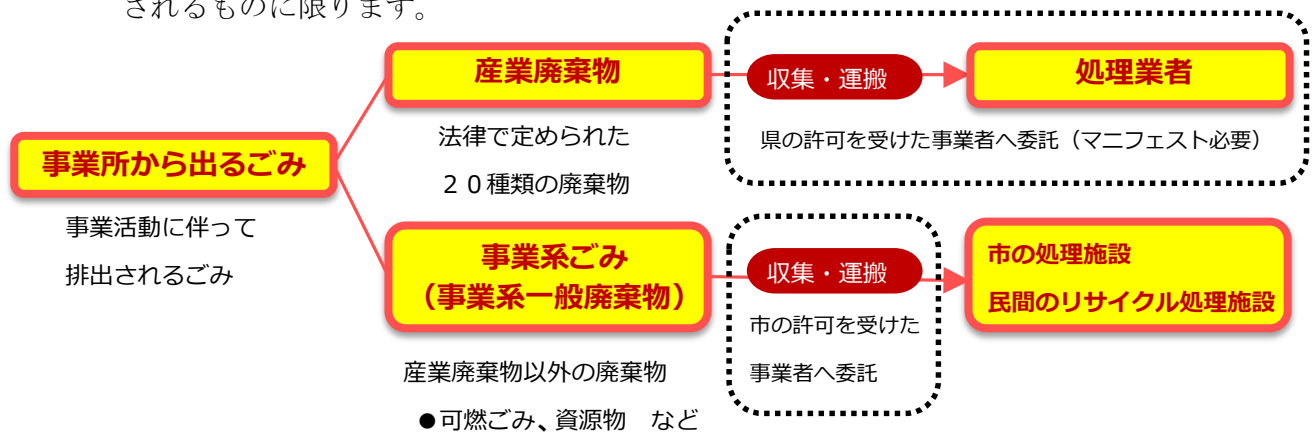 されるものに限ります。
事業所から出るごみ
事業活動に伴って
排出されるごみ
産業廃棄物
法律で定められた
２０種類の廃棄物
収集・運搬
処理業者
県の許可を受けた事業者へ委託（マニフェスト必要）
事業系ごみ
（事業系一般廃棄物）
産業廃棄物以外の廃棄物
●可燃ごみ、資源物　など
収集・運搬
市の許可を受けた
事業者へ委託
市の処理施設
民間のリサイクル処理施設